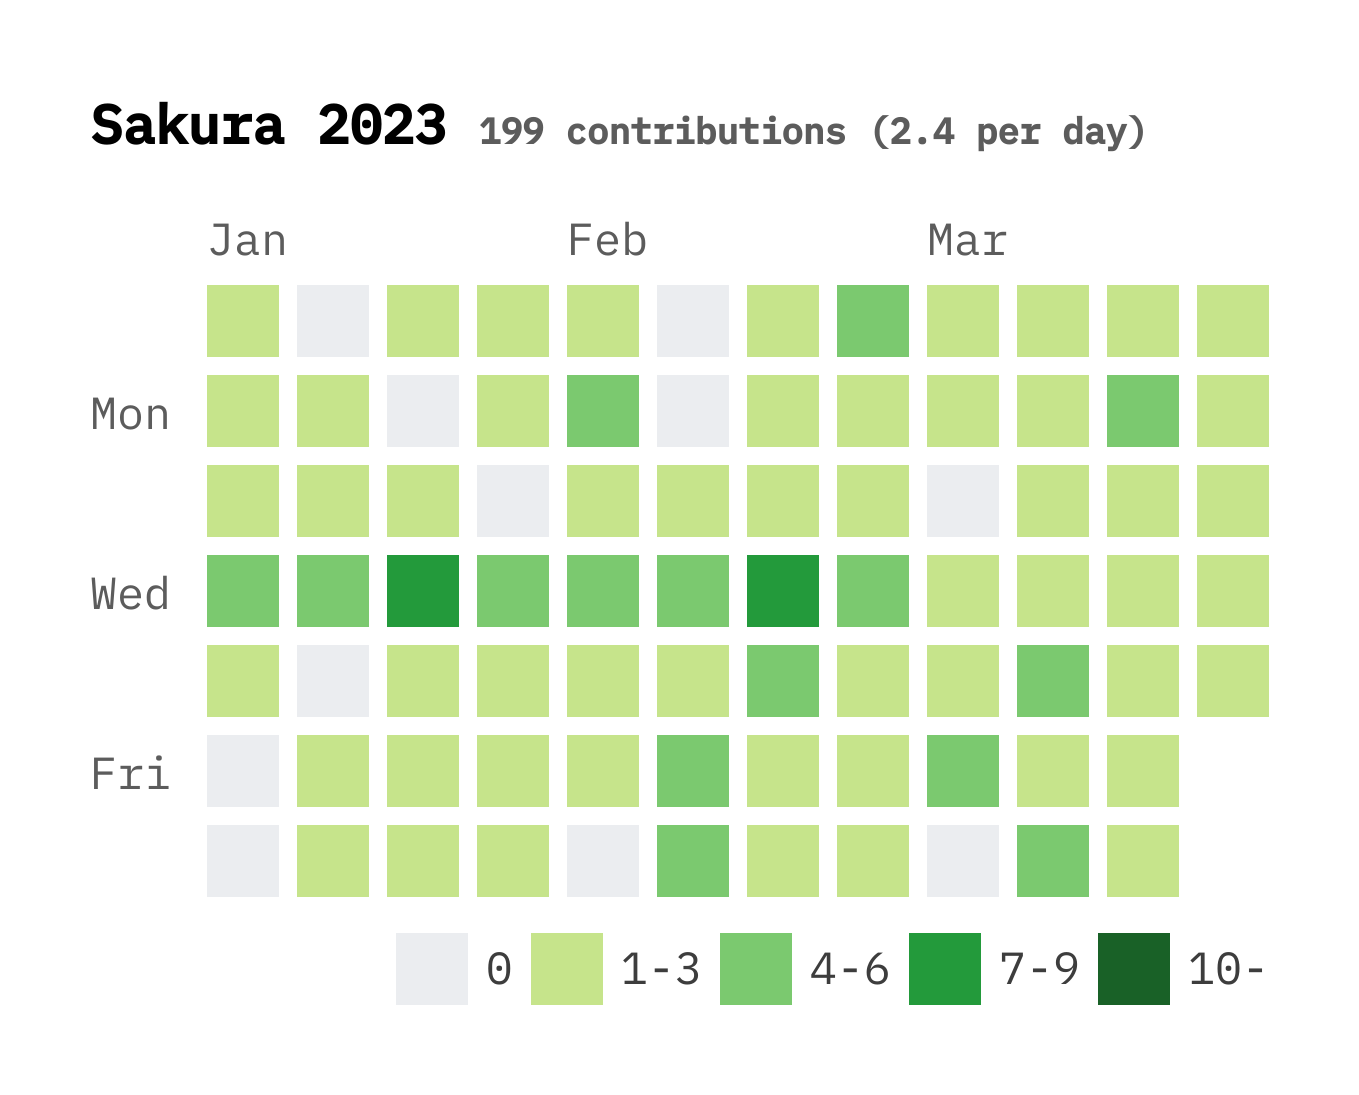 Sakura 2023 199 contributions (2.4 per day)
Jan Feb Mar
Mon
Wed
Fri
0 1-3 4-6 7-9 10-